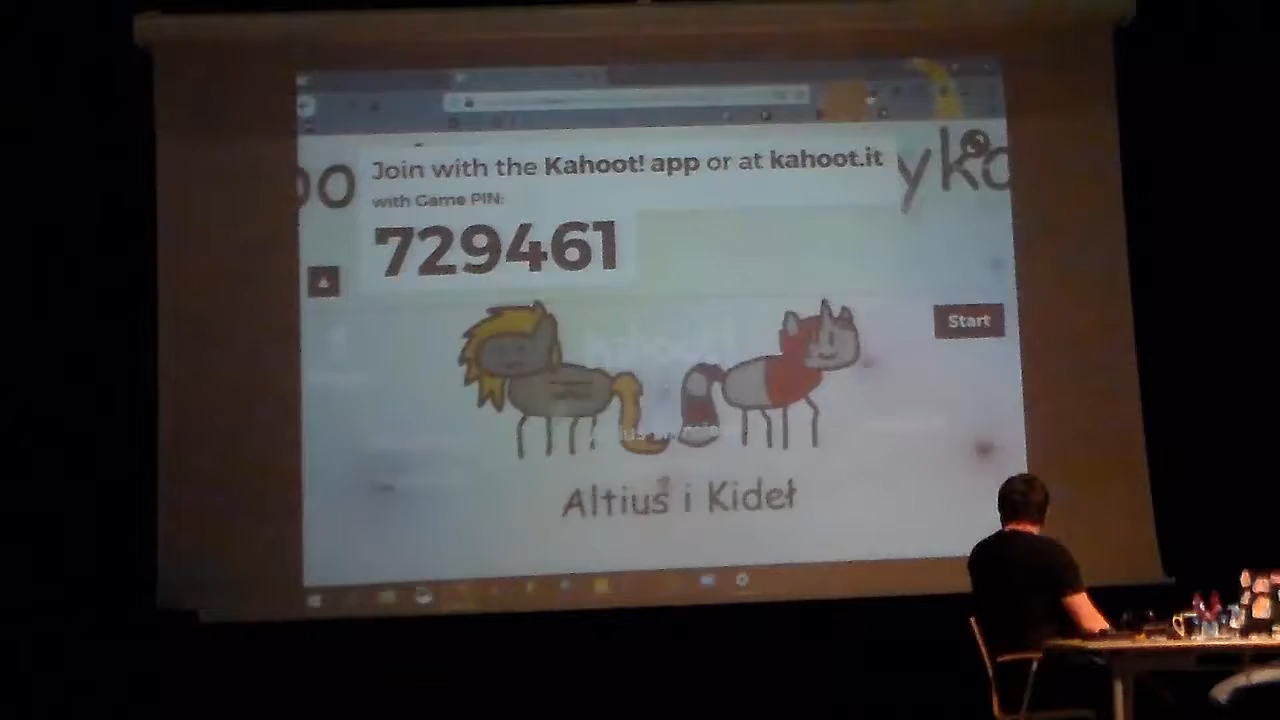 Join with the Kahoot! app or at kahoot.it
with Game PIN:
729461
Start
Altius i Kideł